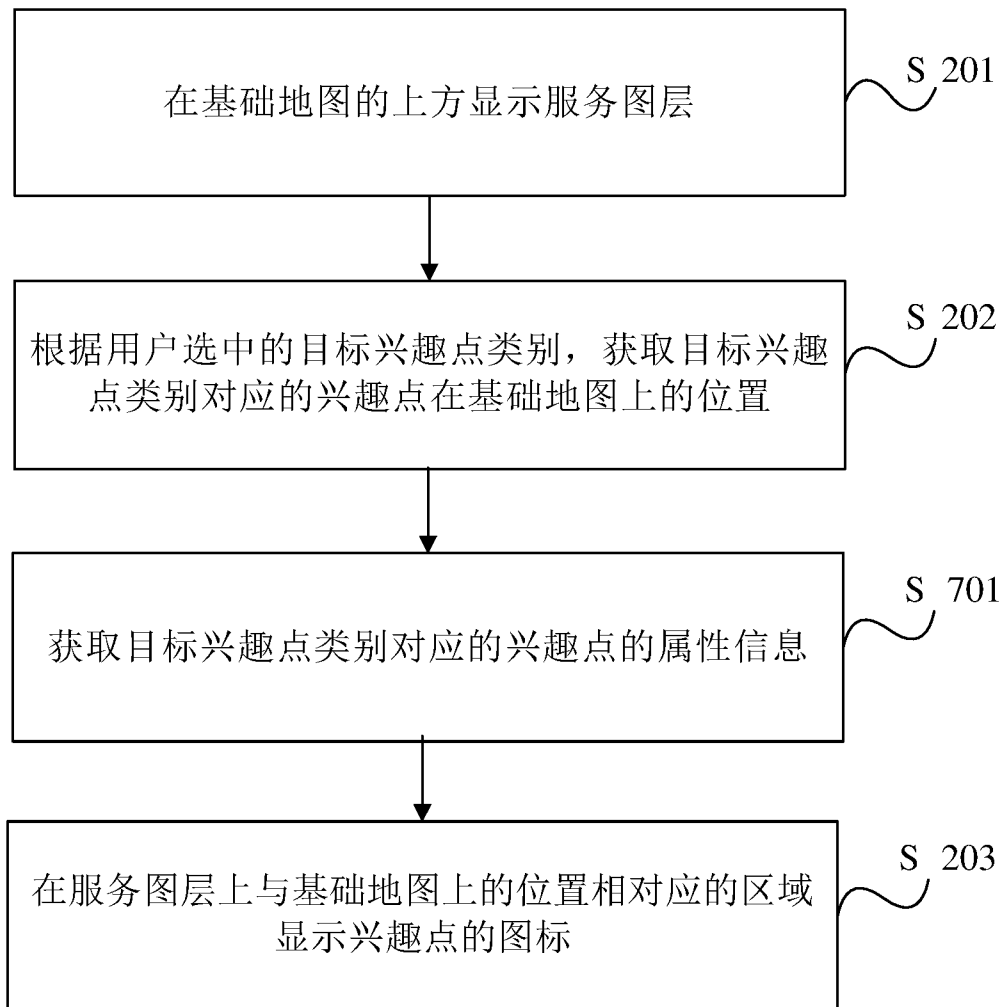 在基础地图的上方显示服务图层
S 201
根据用户选中的目标兴趣点类别，获取目标兴趣
点类别对应的兴趣点在基础地图上的位置
S 202
获取目标兴趣点类别对应的兴趣点的属性信息
S 701
在服务图层上与基础地图上的位置相对应的区域
显示兴趣点的图标
S 203